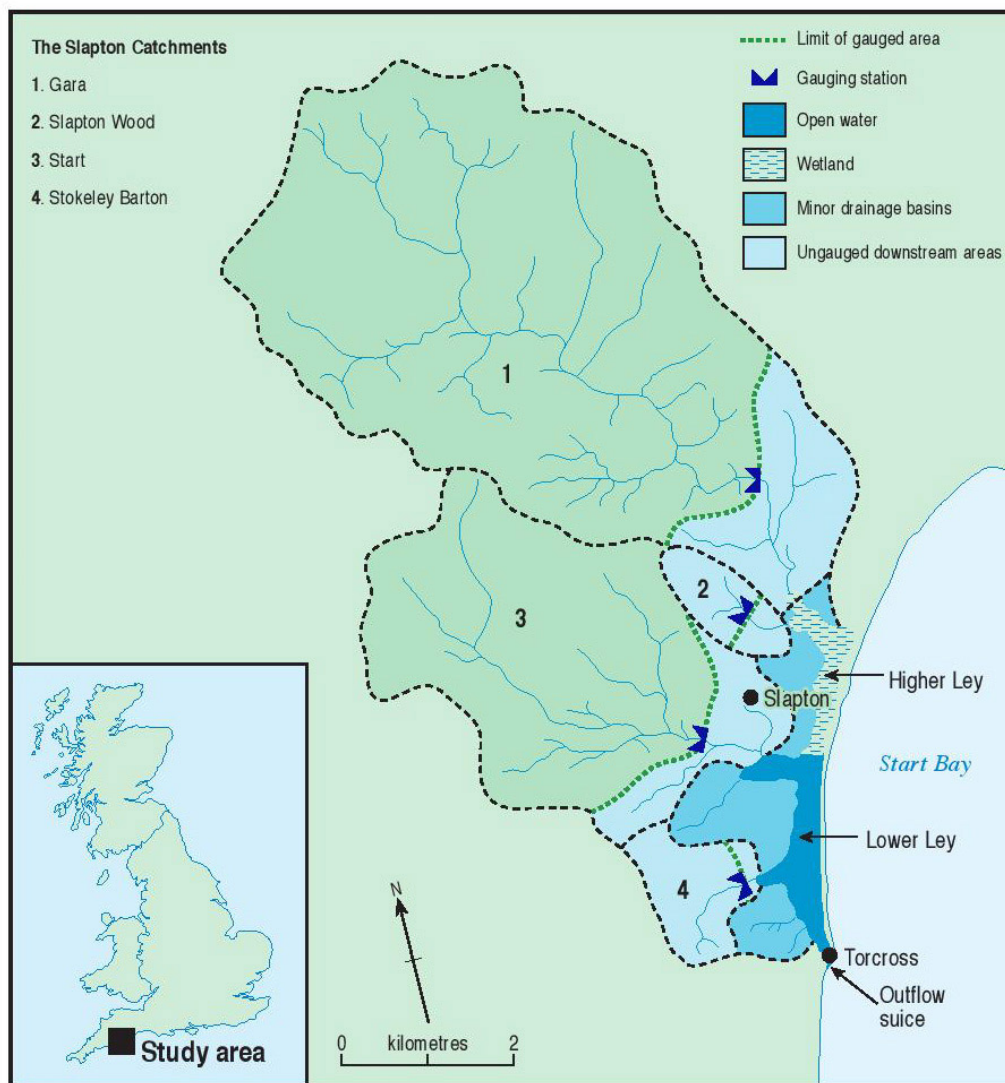 The Slapton Catchments
1. Gara
2. Slapton Wood
3. Start
4. Stokeley Barton
Limit of gauged area
Gauging station
Open water
Wetland
Minor drainage basins
Ungauged downstream areas
1
2
3
Slapton
Higher Ley
Start Bay
Lower Ley
4
Torcross
Outflow
suice
N
0 kilometres 2
Study area